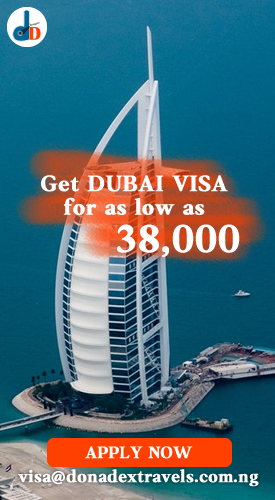 D
Get DUBAI VISA
for as low as
38,000
APPLY NOW
visa@donadextravels.com.ng